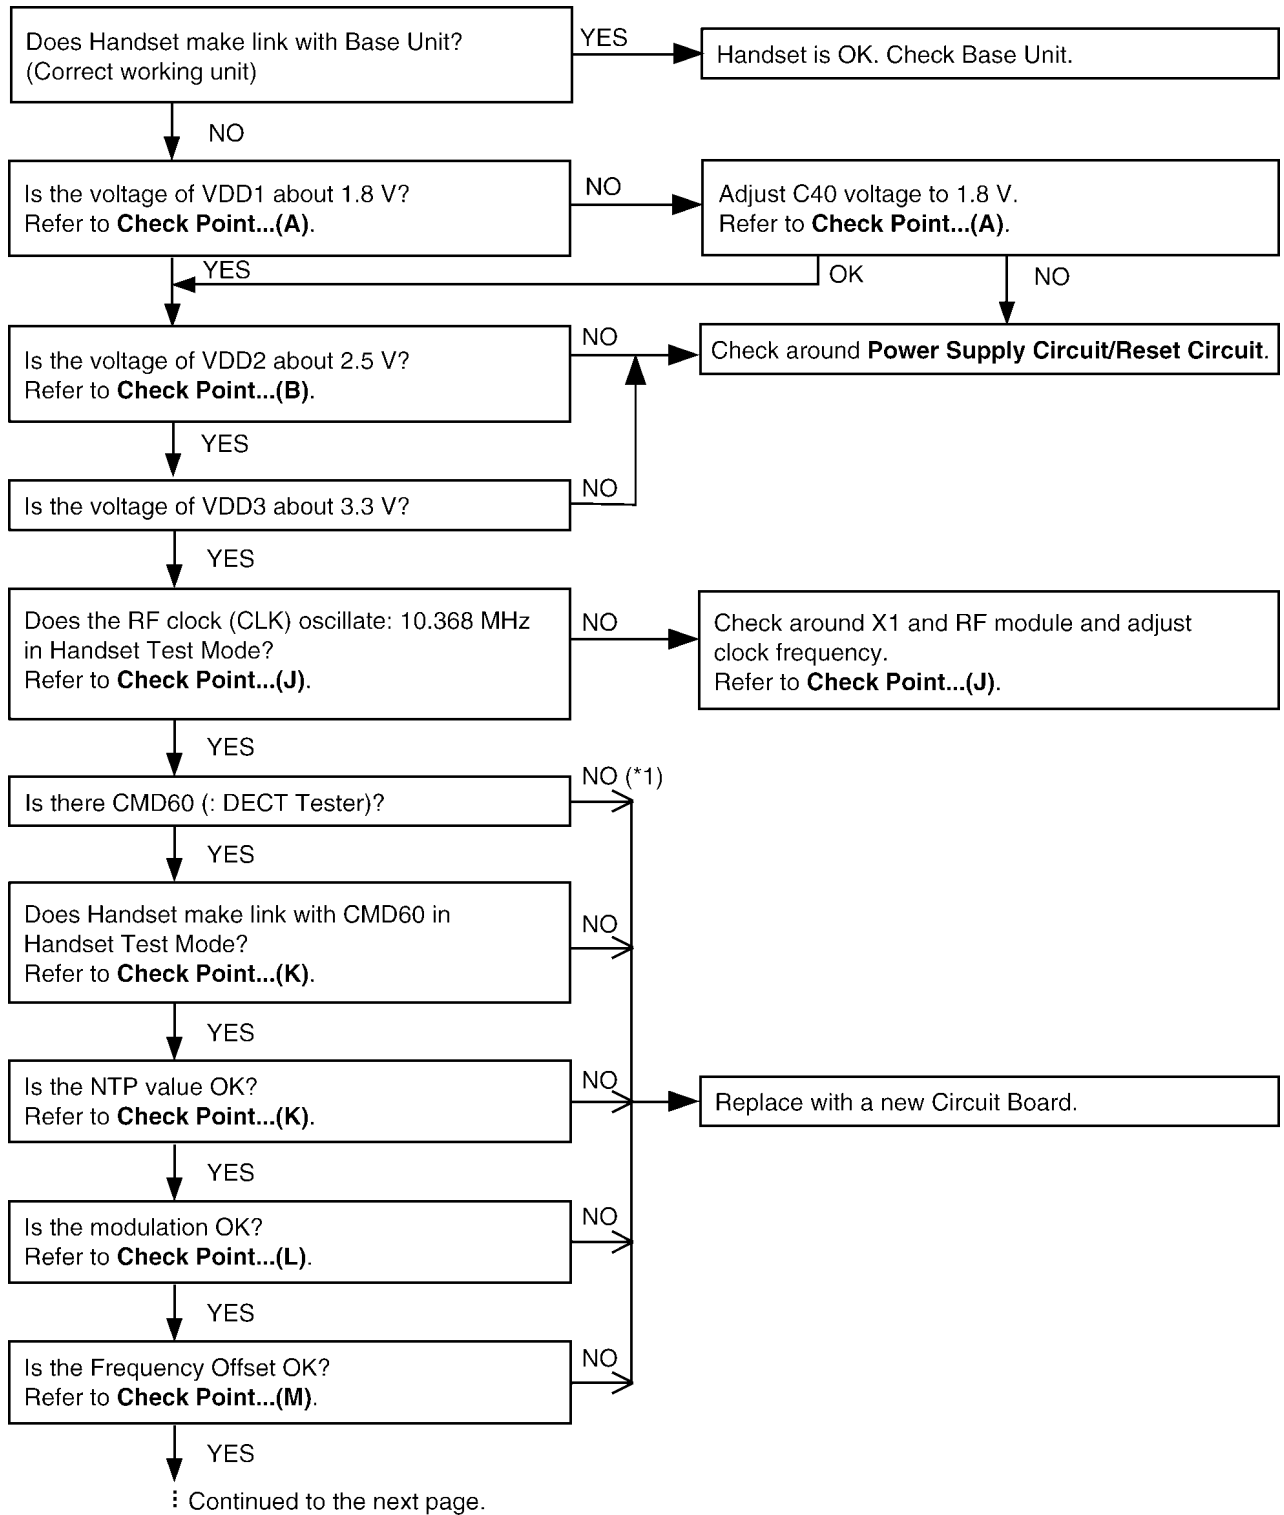 Does Handset make link with Base Unit?
(Correct working unit)
YES
Handset is OK. Check Base Unit.
NO
Is the voltage of VDD1 about 1.8 V?
Refer to Check Point...(A).
NO
Adjust C40 voltage to 1.8 V.
Refer to Check Point...(A).
YES
OK
NO
Is the voltage of VDD2 about 2.5 V?
Refer to Check Point...(B).
NO
Check around Power Supply Circuit/Reset Circuit.
YES
Is the voltage of VDD3 about 3.3 V?
NO
YES
Does the RF clock (CLK) oscillate: 10.368 MHz
in Handset Test Mode?
Refer to Check Point...(J).
NO
Check around X1 and RF module and adjust
clock frequency.
Refer to Check Point...(J).
YES
Is there CMD60 (: DECT Tester)?
NO (*1)
YES
Does Handset make link with CMD60 in
Handset Test Mode?
Refer to Check Point...(K).
NO
YES
Is the NTP value OK?
Refer to Check Point...(K).
NO
Replace with a new Circuit Board.
YES
Is the modulation OK?
Refer to Check Point...(L).
NO
YES
Is the Frequency Offset OK?
Refer to Check Point...(M).
NO
YES
Continued to the next page.